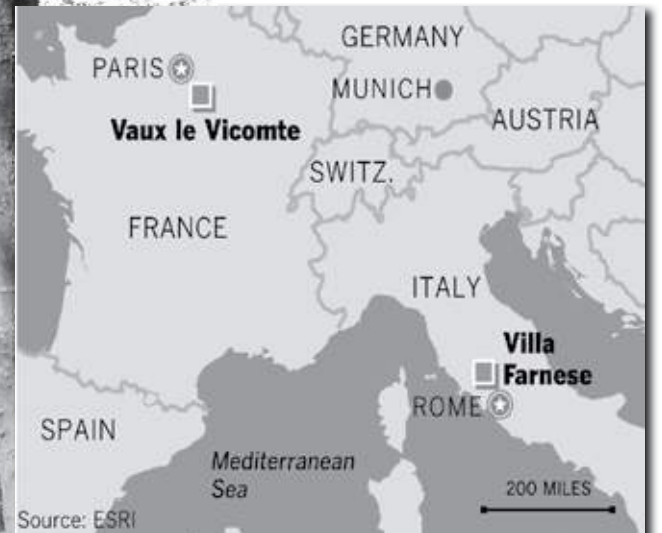 GERMANY
PARIS
MUNICH
Vaux le Vicomte
AUSTRIA
SWITZ.
FRANCE
ITALY
Villa
Farnese
ROME
SPAIN
Mediterranean
Sea
200 MILES
Source: ESRI